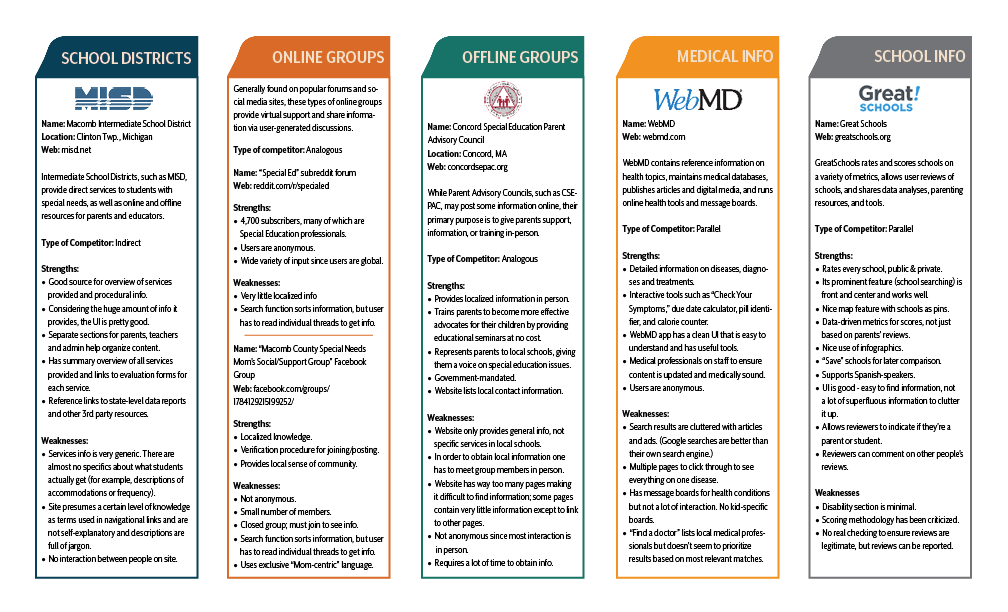 SCHOOL DISTRICTS
MISD
Name: Macomb Intermediate School District
Location: Clinton Twp., Michigan
Web: misd.net
Intermediate School Districts, such as MISD,
provide direct services to students with
special needs, as well as online and offline
resources for parents and educators.
Type of Competitor: Indirect
Strengths:
• Good source for overview of services
provided and procedural info.
• Considering the huge amount of info it
provides, the UI is pretty good.
• Separate sections for parents, teachers
and admin help organize content.
• Has summary overview of all services
provided and links to evaluation forms for
each service.
• Reference links to state-level data reports
and other 3rd party resources.
Weaknesses:
• Services info is very generic. There are
almost no specifics about what students
actually get (for example, descriptions of
accommodations or frequency).
• Site presumes a certain level of knowledge
as terms used in navigational links and are
not self-explanatory and descriptions are
full of jargon.
• No interaction between people on site.
ONLINE GROUPS
Generally found on popular forums and so-
cial media sites, these types of online groups
provide virtual support and share informa-
tion via user-generated discussions.
Type of competitor: Analogous
Name: "Special Ed" subreddit forum
Web: reddit.com/r/specialed
Strengths:
• 4,700 subscribers, many of which are
Special Education professionals.
• Users are anonymous.
• Wide variety of input since users are global.
Weaknesses:
• Very little localized info
• Search function sorts information, but user
has to read individual threads to get info.
Name: "Macomb County Special Needs
Mom's Social/Support Group" Facebook
Group
Web: facebook.com/groups/
1784129215199252/
Strengths:
• Localized knowledge.
• Verification procedure for joining/posting.
• Provides local sense of community.
Weaknesses:
• Not anonymous.
• Small number of members.
• Closed group; must join to see info.
• Search function sorts information, but user
has to read individual threads to get info.
• Uses exclusive "Mom-centric" language.
OFFLINE GROUPS
Name: Concord Special Education Parent
Advisory Council
Location: Concord, MA
Web: concordsepac.org
While Parent Advisory Councils, such as CSE-
PAC, may post some information online, their
primary purpose is to give parents support,
information, or training in-person.
Type of Competitor: Analogous
Strengths:
• Provides localized information in person.
• Trains parents to become more effective
advocates for their children by providing
educational seminars at no cost.
• Represents parents to local schools, giving
them a voice on special education issues.
• Government-mandated.
• Website lists local contact information.
Weaknesses:
• Website only provides general info, not
specific services in local schools.
• In order to obtain local information one
has to meet group members in person.
• Website has way too many pages making
it difficult to find information; some pages
contain very little information except to link
to other pages.
• Not anonymous since most interaction is
in person.
• Requires a lot of time to obtain info.
MEDICAL INFO
WebMD
Name: WebMD
Web: webmd.com
WebMD contains reference information on
health topics, maintains medical databases,
publishes articles and digital media, and runs
online health tools and message boards.
Type of Competitor: Parallel
Strengths:
• Detailed information on diseases, diagno-
ses and treatments.
• Interactive tools such as "Check Your
Symptoms," due date calculator, pill identi-
fier, and calorie counter.
• WebMD app has a clean UI that is easy to
understand and has useful tools.
• Medical professionals on staff to ensure
content is updated and medically sound.
• Users are anonymous.
Weaknesses:
• Search results are cluttered with articles
and ads. (Google searches are better than
their own search engine.)
• Multiple pages to click through to see
everything on one disease.
• Has message boards for health conditions
but not a lot of interaction. No kid-specific
boards.
• "Find a doctor" lists local medical profes-
sionals but doesn't seem to prioritize
results based on most relevant matches.
SCHOOL INFO
Great!
SCHOOLS
Name: Great Schools
Web: greatschools.org
GreatSchools rates and scores schools on
a variety of metrics, allows user reviews of
schools, and shares data analyses, parenting
resources, and tools.
Type of Competitor: Parallel
Strengths:
• Rates every school, public & private.
• Its prominent feature (school searching) is
front and center and works well.
• Nice map feature with schools as pins.
• Data-driven metrics for scores, not just
based on parents' reviews.
• Nice use of infographics.
• "Save" schools for later comparison.
• Supports Spanish-speakers.
• UI is good - easy to find information, not
a lot of superfluous information to clutter
it up.
• Allows reviewers to indicate if they're a
parent or student.
• Reviewers can comment on other people's
reviews.
Weaknesses
• Disability section is minimal.
• Scoring methodology has been criticized.
• No real checking to ensure reviews are
legitimate, but reviews can be reported.